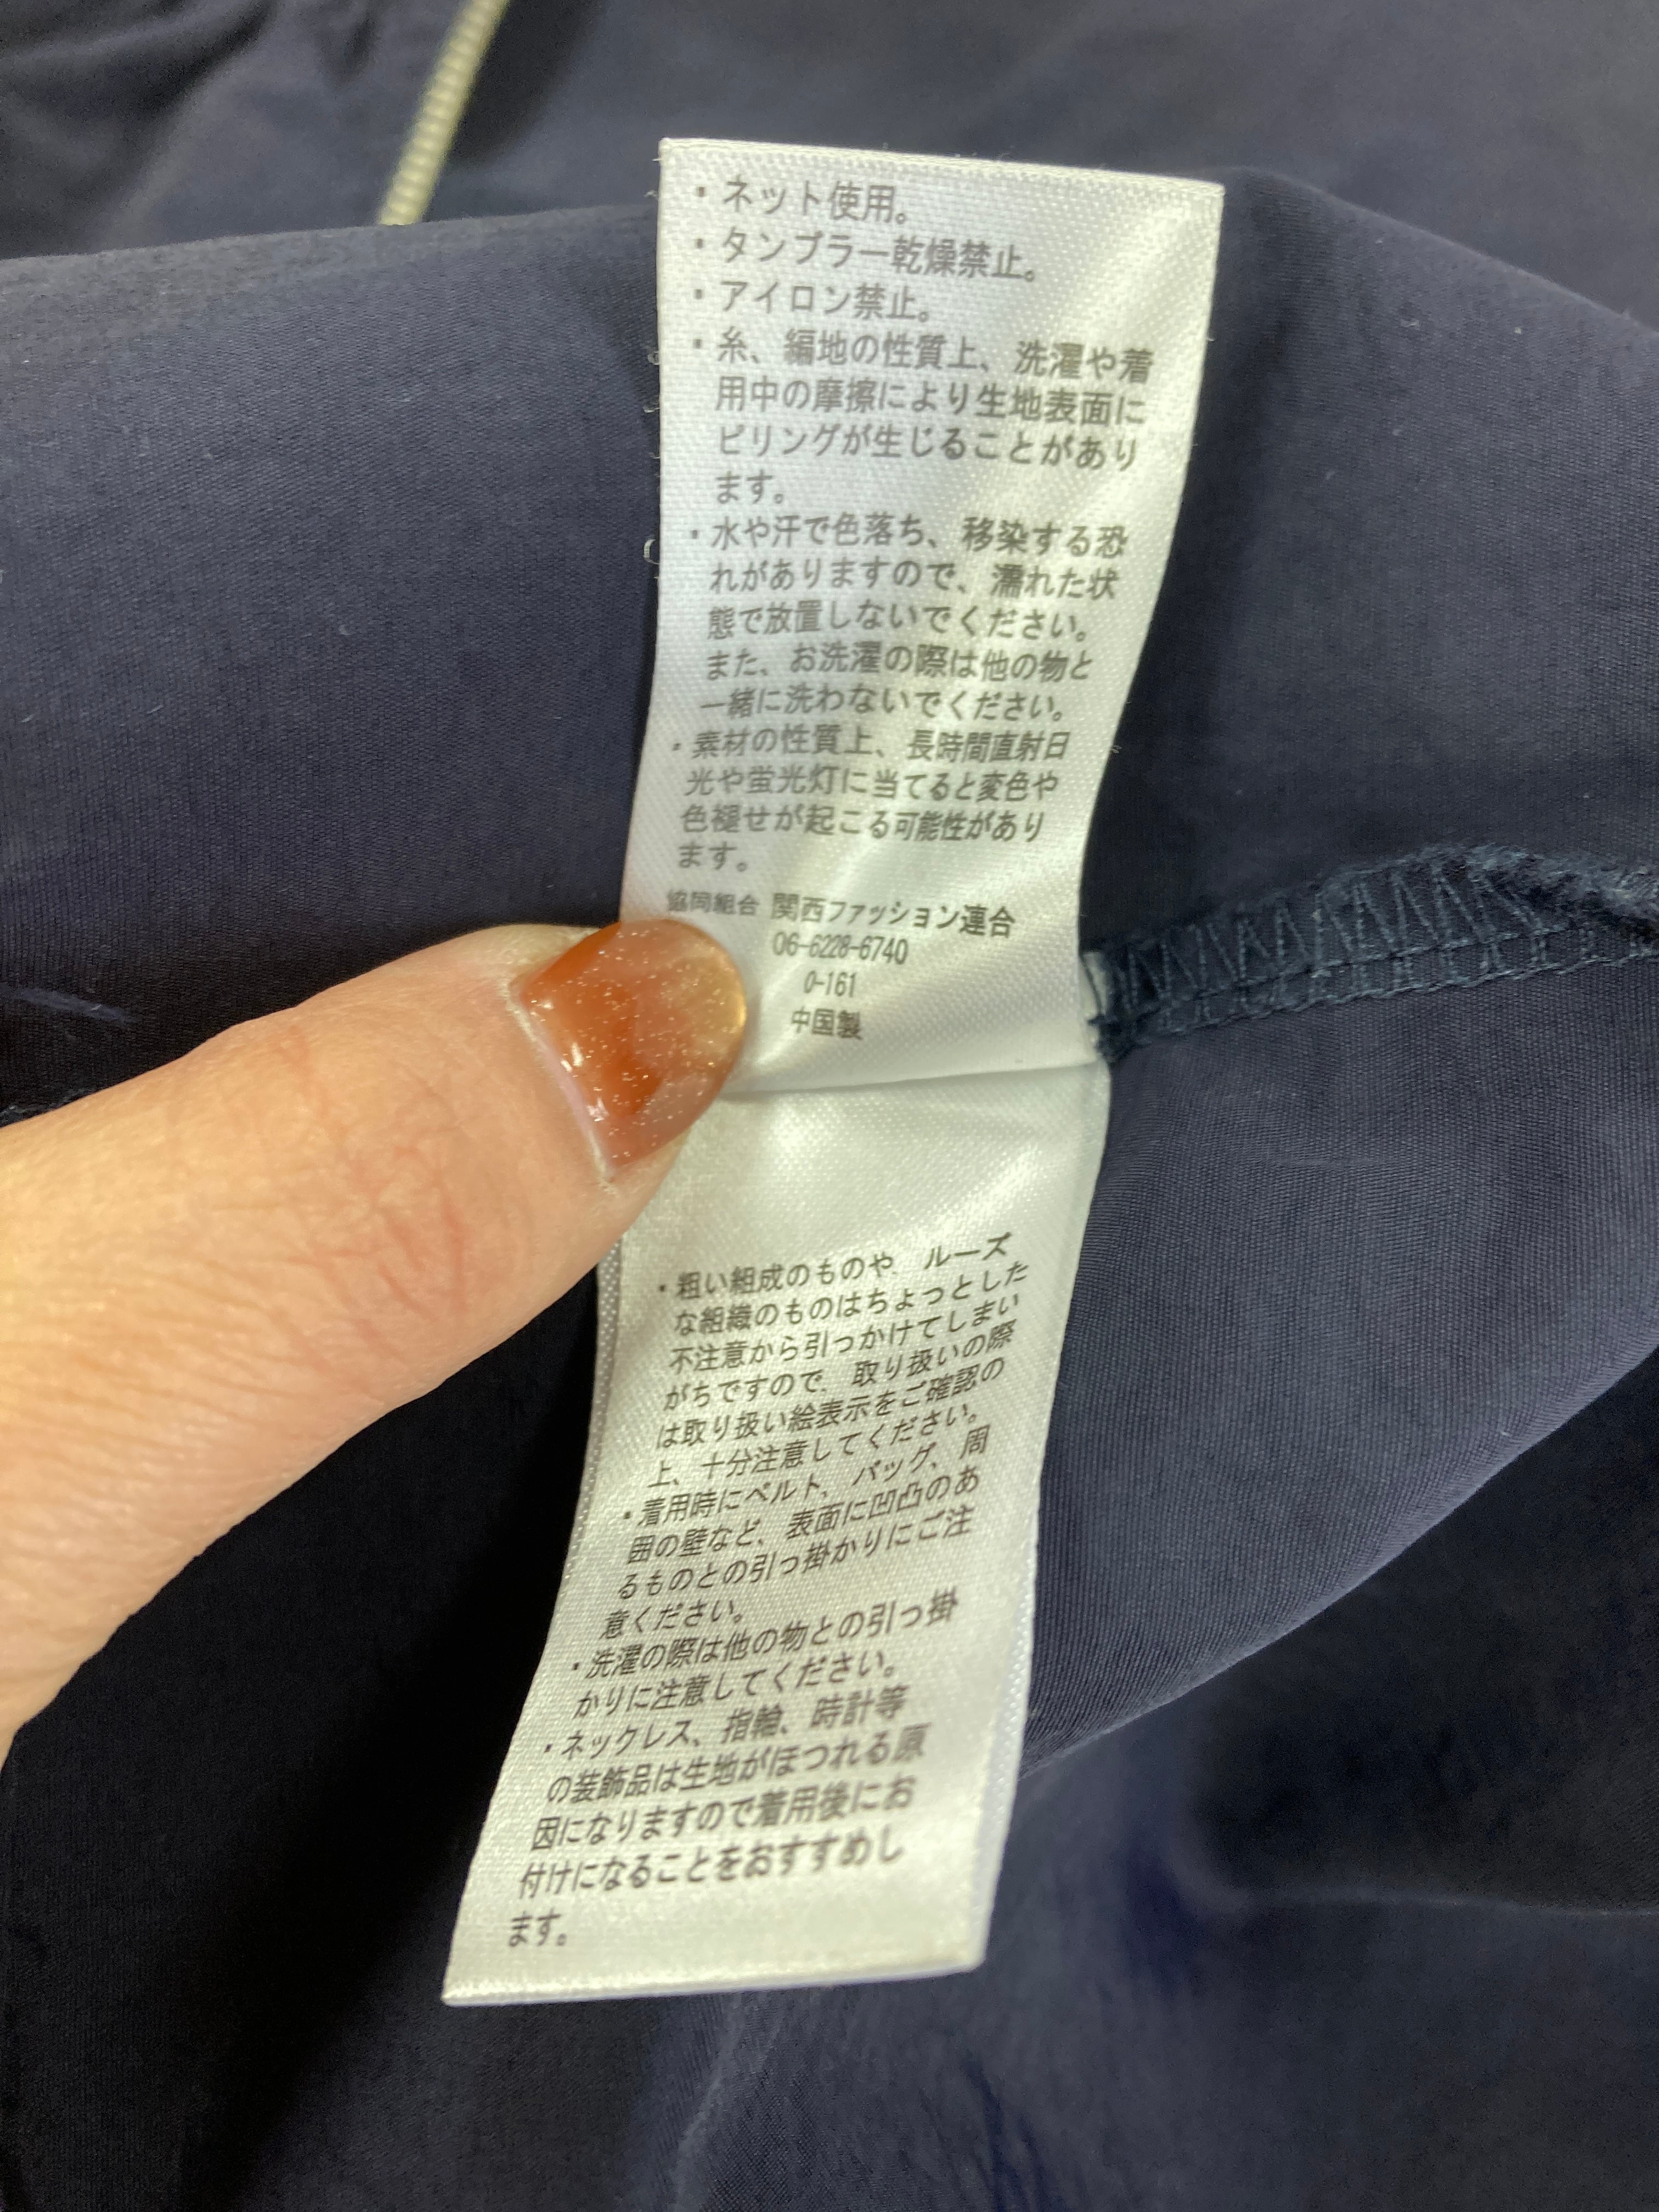 ・ネット使用。
・タンブラー乾燥禁止。
・アイロン禁止。
・糸、編地の性質上、洗濯や着
用中の摩擦により生地表面に
ピリングが生じることがあり
ます。
・水や汗で色落ち、移染する恐
れがありますので、濡れた状
態で放置しないでください。
また、お洗濯の際は他の物と
一緒に洗わないでください。
・素材の性質上、長時間直射日
光や蛍光灯に当てると変色や
色褪せが起こる可能性があり
ます。
協同組合 関西ファッション連合
06-6228-6740
0-161
中国製
・粗い組成のものや、ルーズ
な組織のものはちょっとした
不注意から引っかけてしまい
がちですので、取り扱いの際
は取り扱い絵表示をご確認の
上、十分注意してください。
・着用時にベルト、バッグ、周
囲の壁など、表面に凹凸のあ
るものとの引っ掛かりにご注
意ください。
・洗濯の際は他の物との引っ掛
かりに注意してください。
・ネックレス、指輪、時計等
の装飾品は生地がほつれる原
因になりますので着用後にお
付けになることをおすすめし
ます。